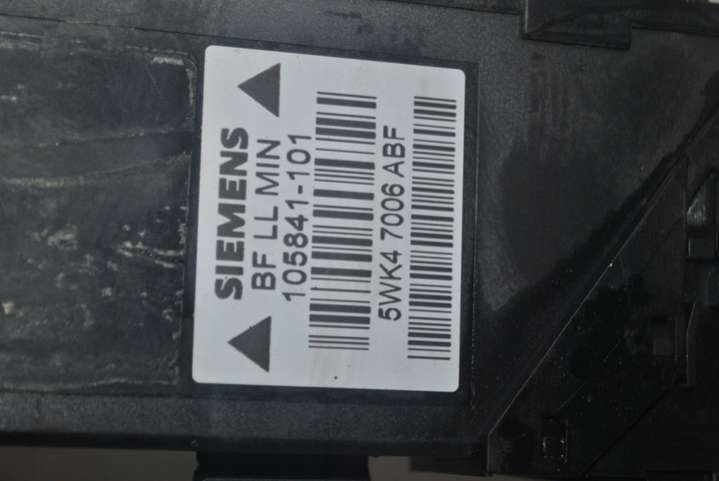 SIEMENS
BF LL MIN
105841-101
5WK4 7006 ABF